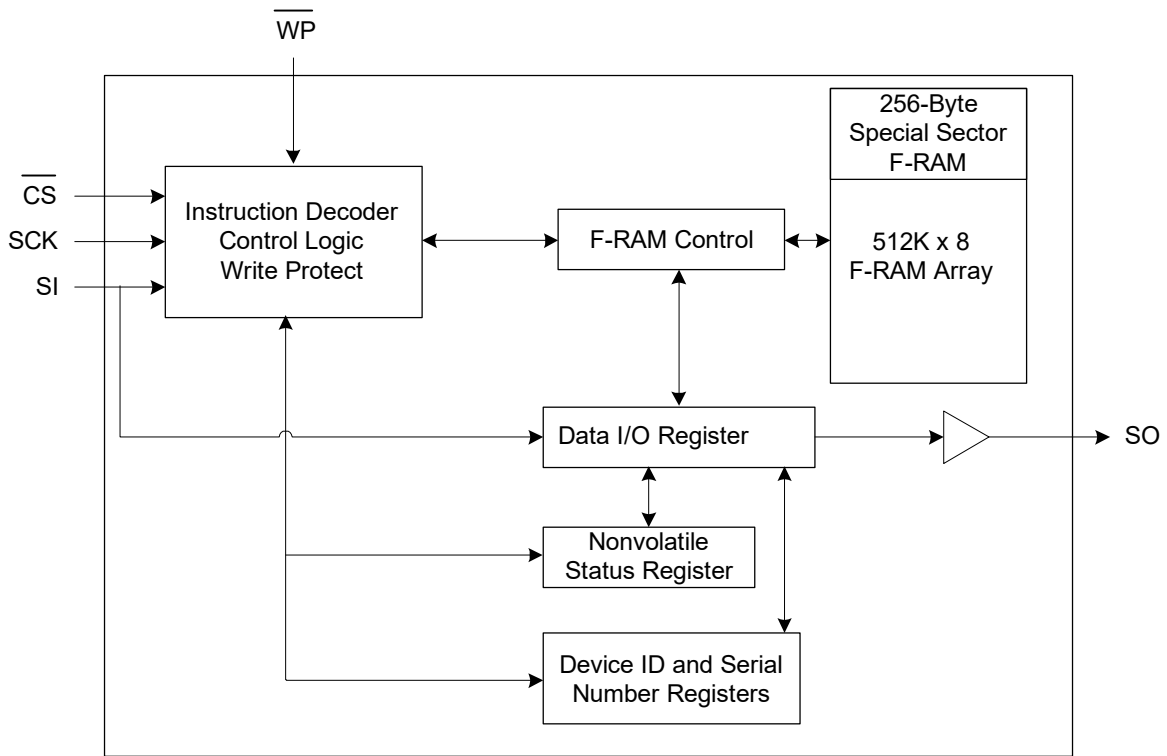 WP
256-Byte
Special Sector
F-RAM
CS
SCK
SI
Instruction Decoder
Control Logic
Write Protect
F-RAM Control
512K x 8
F-RAM Array
Data I/O Register
SO
Nonvolatile
Status Register
Device ID and Serial
Number Registers